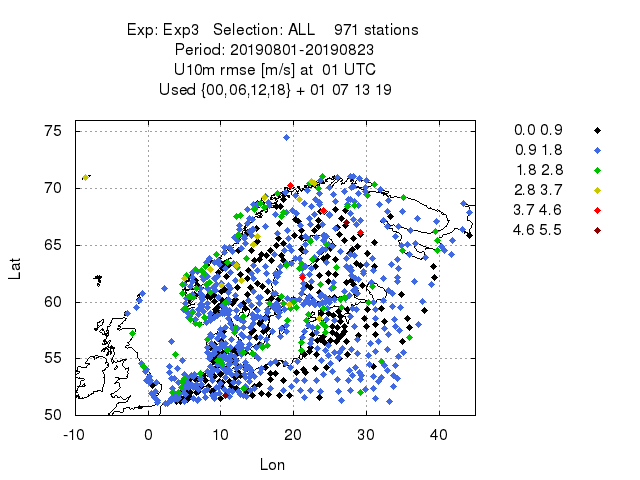 Exp: Exp3 Selection: ALL 971 stations
Period: 20190801-20190823
U10m rmse [m/s] at 01 UTC
Used {00,06,12,18} + 01 07 13 19
75
70
65
60
55
50
Lat
-10 0 10 20 30 40
Lon
0.0 0.9
0.9 1.8
1.8 2.8
2.8 3.7
3.7 4.6
4.6 5.5